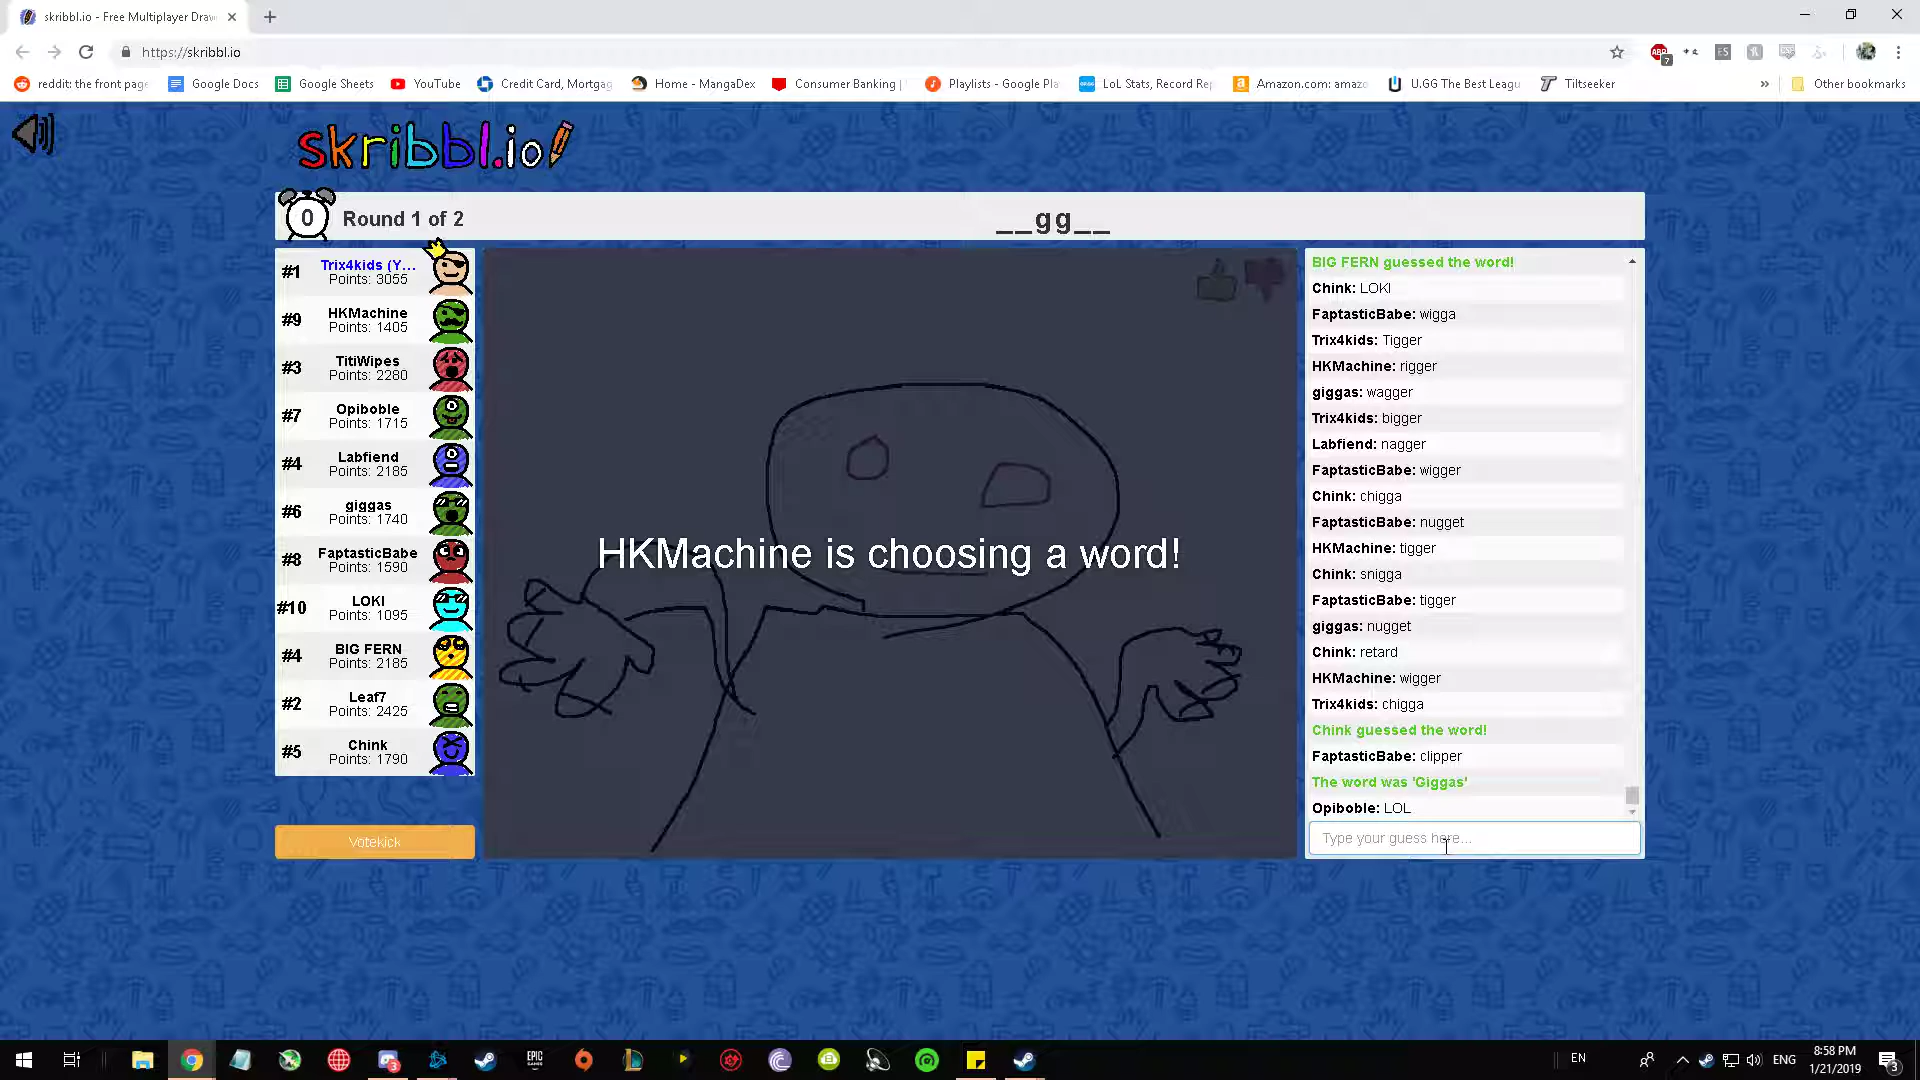 skribbl.io - Free Multiplayer Draw
https://skribbl.io
7
ES
reddit: the front page
Google Docs
Google Sheets
YouTube
Credit Card, Mortgag
Home - MangaDex
Consumer Banking |
Playlists - Google Pla
LoL Stats, Record Re
Amazon.com: amazo
U.GG The Best Leagu
Tiltseeker
»
Other bookmarks
skribbl.io
0
Round 1 of 2
__gg__
#1
Trix4kids (Y...
Points: 3055
#9
HKMachine
Points: 1405
#3
TitiWipes
Points: 2280
#7
Opiboble
Points: 1715
#4
Labfiend
Points: 2185
#6
giggas
Points: 1740
#8
FaptasticBabe
Points: 1590
#10
LOKI
Points: 1095
#4
BIG FERN
Points: 2185
#2
Leaf7
Points: 2425
#5
Chink
Points: 1790
Votekick
HKMachine is choosing a word!
BIG FERN guessed the word!
Chink: LOKI
FaptasticBabe: wigga
Trix4kids: Tigger
HKMachine: rigger
giggas: wagger
Trix4kids: bigger
Labfiend: nagger
FaptasticBabe: wigger
Chink: chigga
FaptasticBabe: nugget
HKMachine: tigger
Chink: snigga
FaptasticBabe: tigger
giggas: nugget
Chink: retard
HKMachine: wigger
Trix4kids: chigga
Chink guessed the word!
FaptasticBabe: clipper
The word was 'Giggas'
Opiboble: LOL
Type your guess here...
3
EPIC
GAMES
EN
ENG
8:58 PM
1/21/2019
3